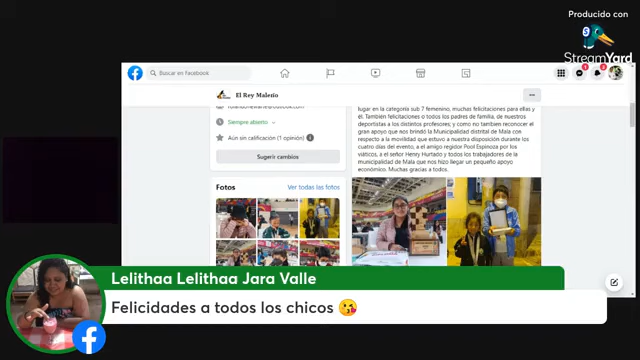 Producido con
StreamYard
Buscar en Facebook
El Rey Maleño
Siempre abierto
Aún sin calificación (1 opinión)
Sugerir cambios
Fotos
Ver todas las fotos
lugar en la categoría sub 7 femenino, muchas felicitaciones para ellas y
él. También felicitaciones a todos los padres de familia, de nuestros
deportistas a los distintos profesores; y como no tambien reconocer el
gran apoyo que nos brindó la Municipalidad distrital de Mala con
respecto a la movilidad que estuvo a nuestra disposición durante los
cuatro días del evento, a el amigo regidor Pool Espinoza por los
viáticos, a el señor Henry Hurtado y todos los trabajadores de la
municipalidad de Mala que nos hizo llegar un pequeño apoyo
económico. Muchas gracias a todos.
Lelithaa Lelithaa Jara Valle
Felicidades a todos los chicos 😘